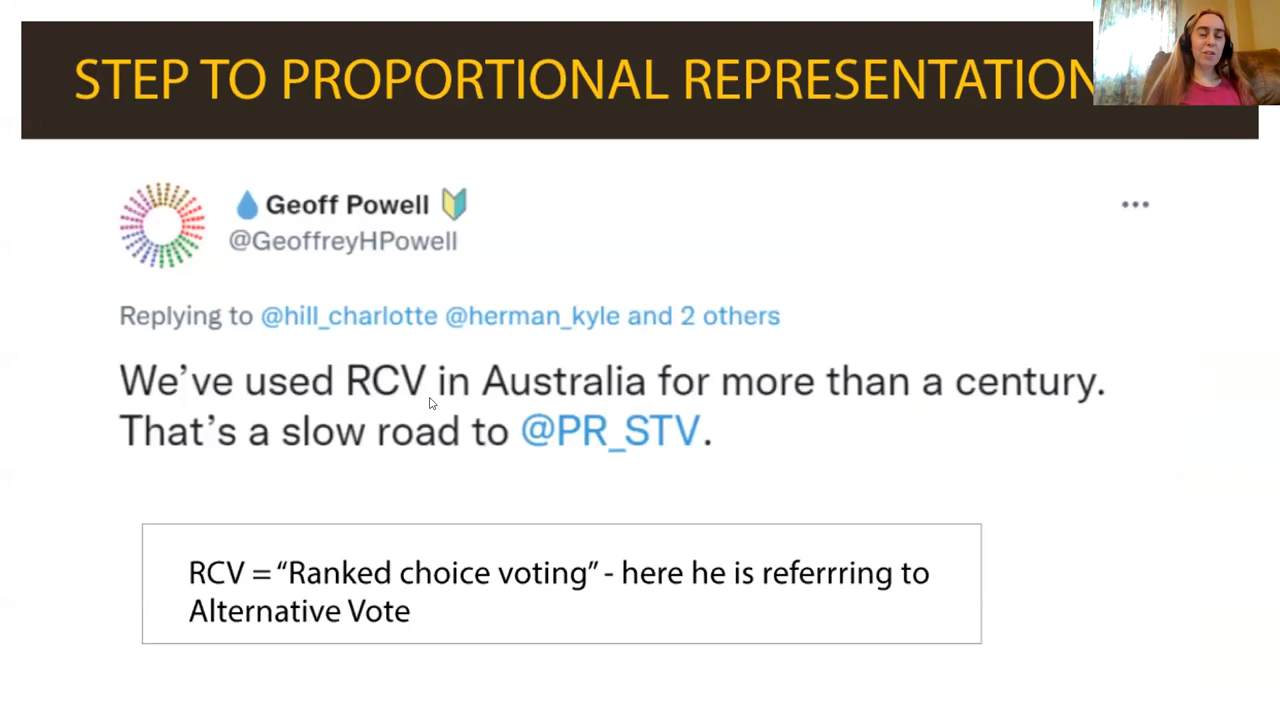 STEP TO PROPORTIONAL REPRESENTATION
Geoff Powell
@GeoffreyHPowell
Replying to @hill_charlotte @herman_kyle and 2 others
We've used RCV in Australia for more than a century.
That's a slow road to @PR_STV.
RCV = “Ranked choice voting” - here he is referrring to
Alternative Vote